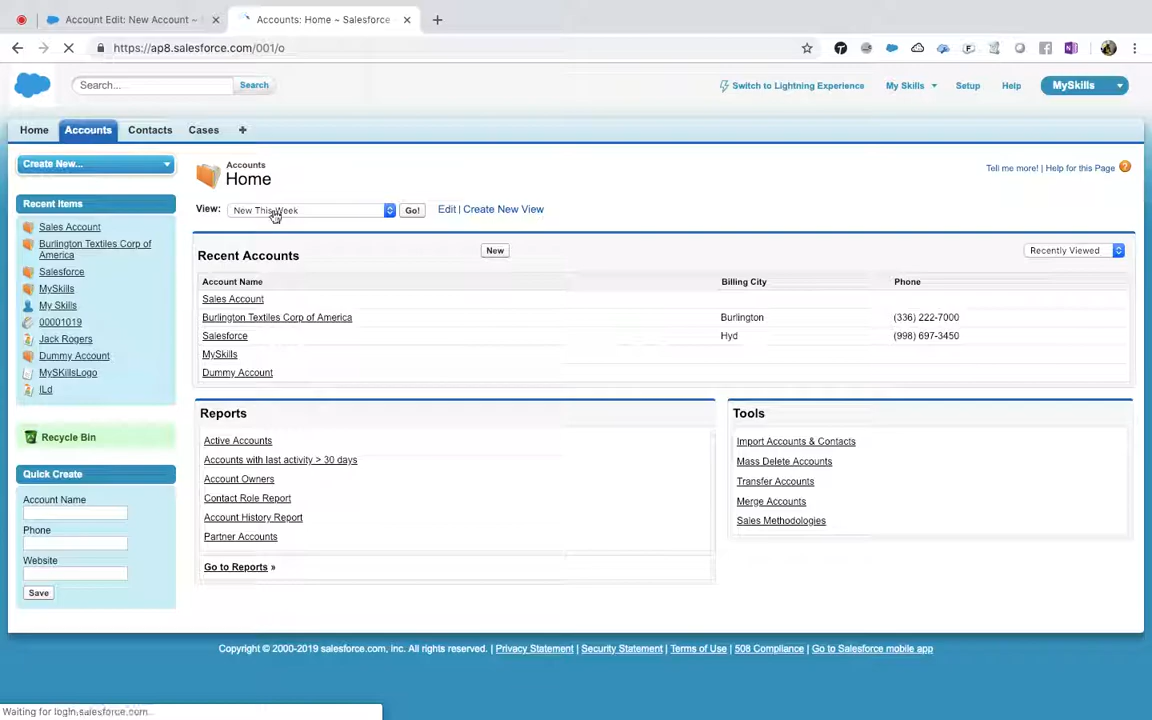 Account Edit: New Account ~
Accounts: Home ~ Salesforce
https://ap8.salesforce.com/001/o
Search...
Search
Switch to Lightning Experience
My Skills
Setup
Help
MySkills
Home
Accounts
Contacts
Cases
Create New...
Accounts
Home
Tell me more! | Help for this Page
View:
New This Week
Go!
Edit | Create New View
Recent Items
Sales Account
Burlington Textiles Corp of
America
Salesforce
MySkills
My Skills
00001019
Jack Rogers
Dummy Account
MySKillsLogo
ILd
Recycle Bin
Quick Create
Account Name
Phone
Website
Save
Recent Accounts
New
Recently Viewed
Account Name Billing City Phone
Sales Account
Burlington Textiles Corp of America Burlington (336) 222-7000
Salesforce Hyd (998) 697-3450
MySkills
Dummy Account
Reports
Active Accounts
Accounts with last activity > 30 days
Account Owners
Contact Role Report
Account History Report
Partner Accounts
Go to Reports »
Tools
Import Accounts & Contacts
Mass Delete Accounts
Transfer Accounts
Merge Accounts
Sales Methodologies
Copyright © 2000-2019 salesforce.com, inc. All rights reserved. | Privacy Statement | Security Statement | Terms of Use | 508 Compliance | Go to Salesforce mobile app
Waiting for login.salesforce.com...